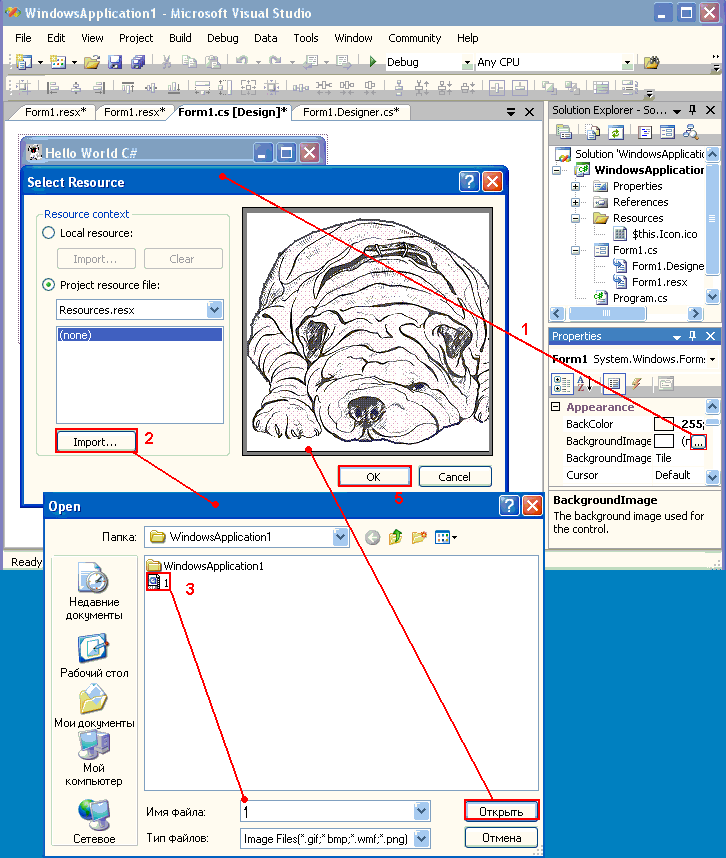 WindowsApplication1 - Microsoft Visual Studio
File Edit View Project Build Debug Data Tools Window Community Help
Debug Any CPU
Form1.resx* Form1.resx* Form1.cs [Design]* Form1.Designer.cs*
Solution Explorer - So...
Solution 'WindowsApplicatio
WindowsApplication
Properties
References
Resources
$this.Icon.ico
Form1.cs
Form1.Designe
Form1.resx
Program.cs
Hello World C#
Select Resource
Resource context
Local resource:
Import... Clear
Project resource file:
Resources.resx
(none)
Import... 2
OK Cancel
5
1
Properties
Form1 System.Windows.Form
Appearance
BackColor 255;
BackgroundImage (n ...
BackgroundImage Tile
Cursor Default
BackgroundImage
The background image used for
the control.
Ready
Open
Папка: WindowsApplication1
WindowsApplication1
1 3
Недавние
документы
Рабочий стол
Мои документы
Мой
компьютер
Сетевое
Имя файла: 1 Открыть
Тип файлов: Image Files(*.gif;*.bmp;*.wmf;*.png) Отмена